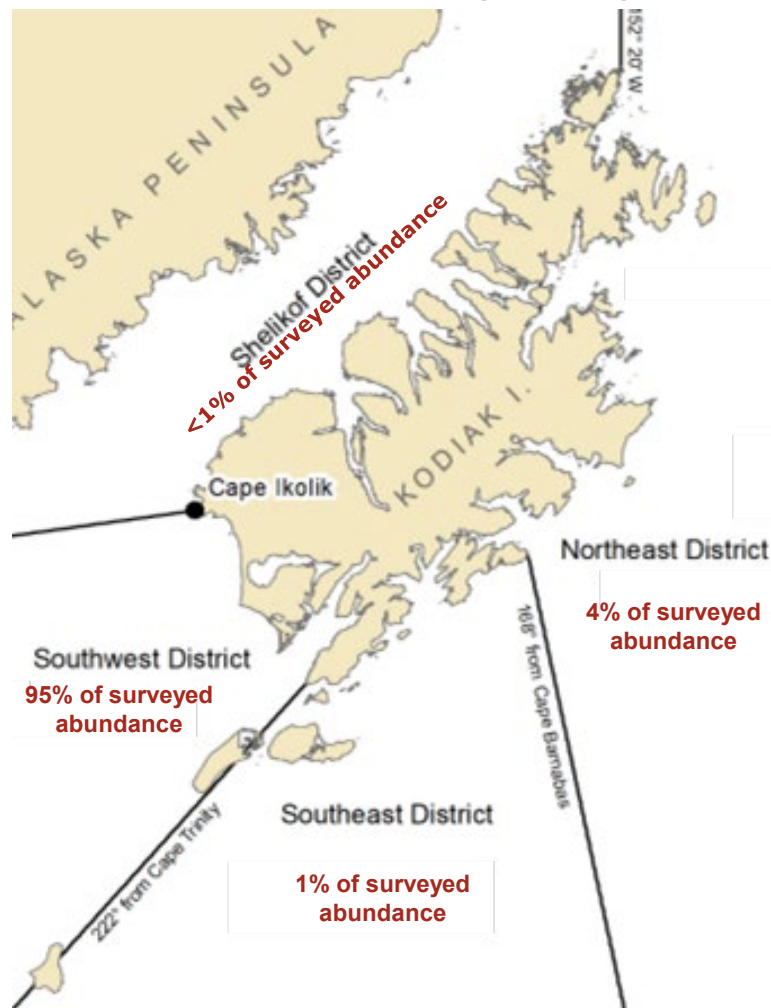 152° 20' W
ALASKA PENINSULA
Shelikof District
<1% of surveyed abundance
KODIAK I.
Cape Ikolik
Northeast District
4% of surveyed
abundance
168° from Cape Barnabas
Southwest District
95% of surveyed
abundance
222° from Cape Trinity
Southeast District
1% of surveyed
abundance